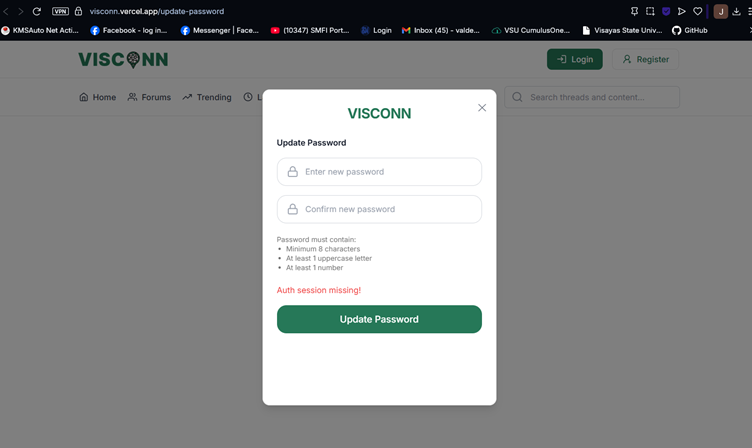 VPN visconn.vercel.app/update-password J
KMSAuto Net Acti... Facebook - log in... Messenger | Face... (10347) SMFI Port... Login Inbox (45) - valde... VSU CumulusOne... Visayas State Univ... GitHub
VISCONN Login Register
Home Forums Trending L Search threads and content...
VISCONN
Update Password
Enter new password
Confirm new password
Password must contain:
• Minimum 8 characters
• At least 1 uppercase letter
• At least 1 number
Auth session missing!
Update Password